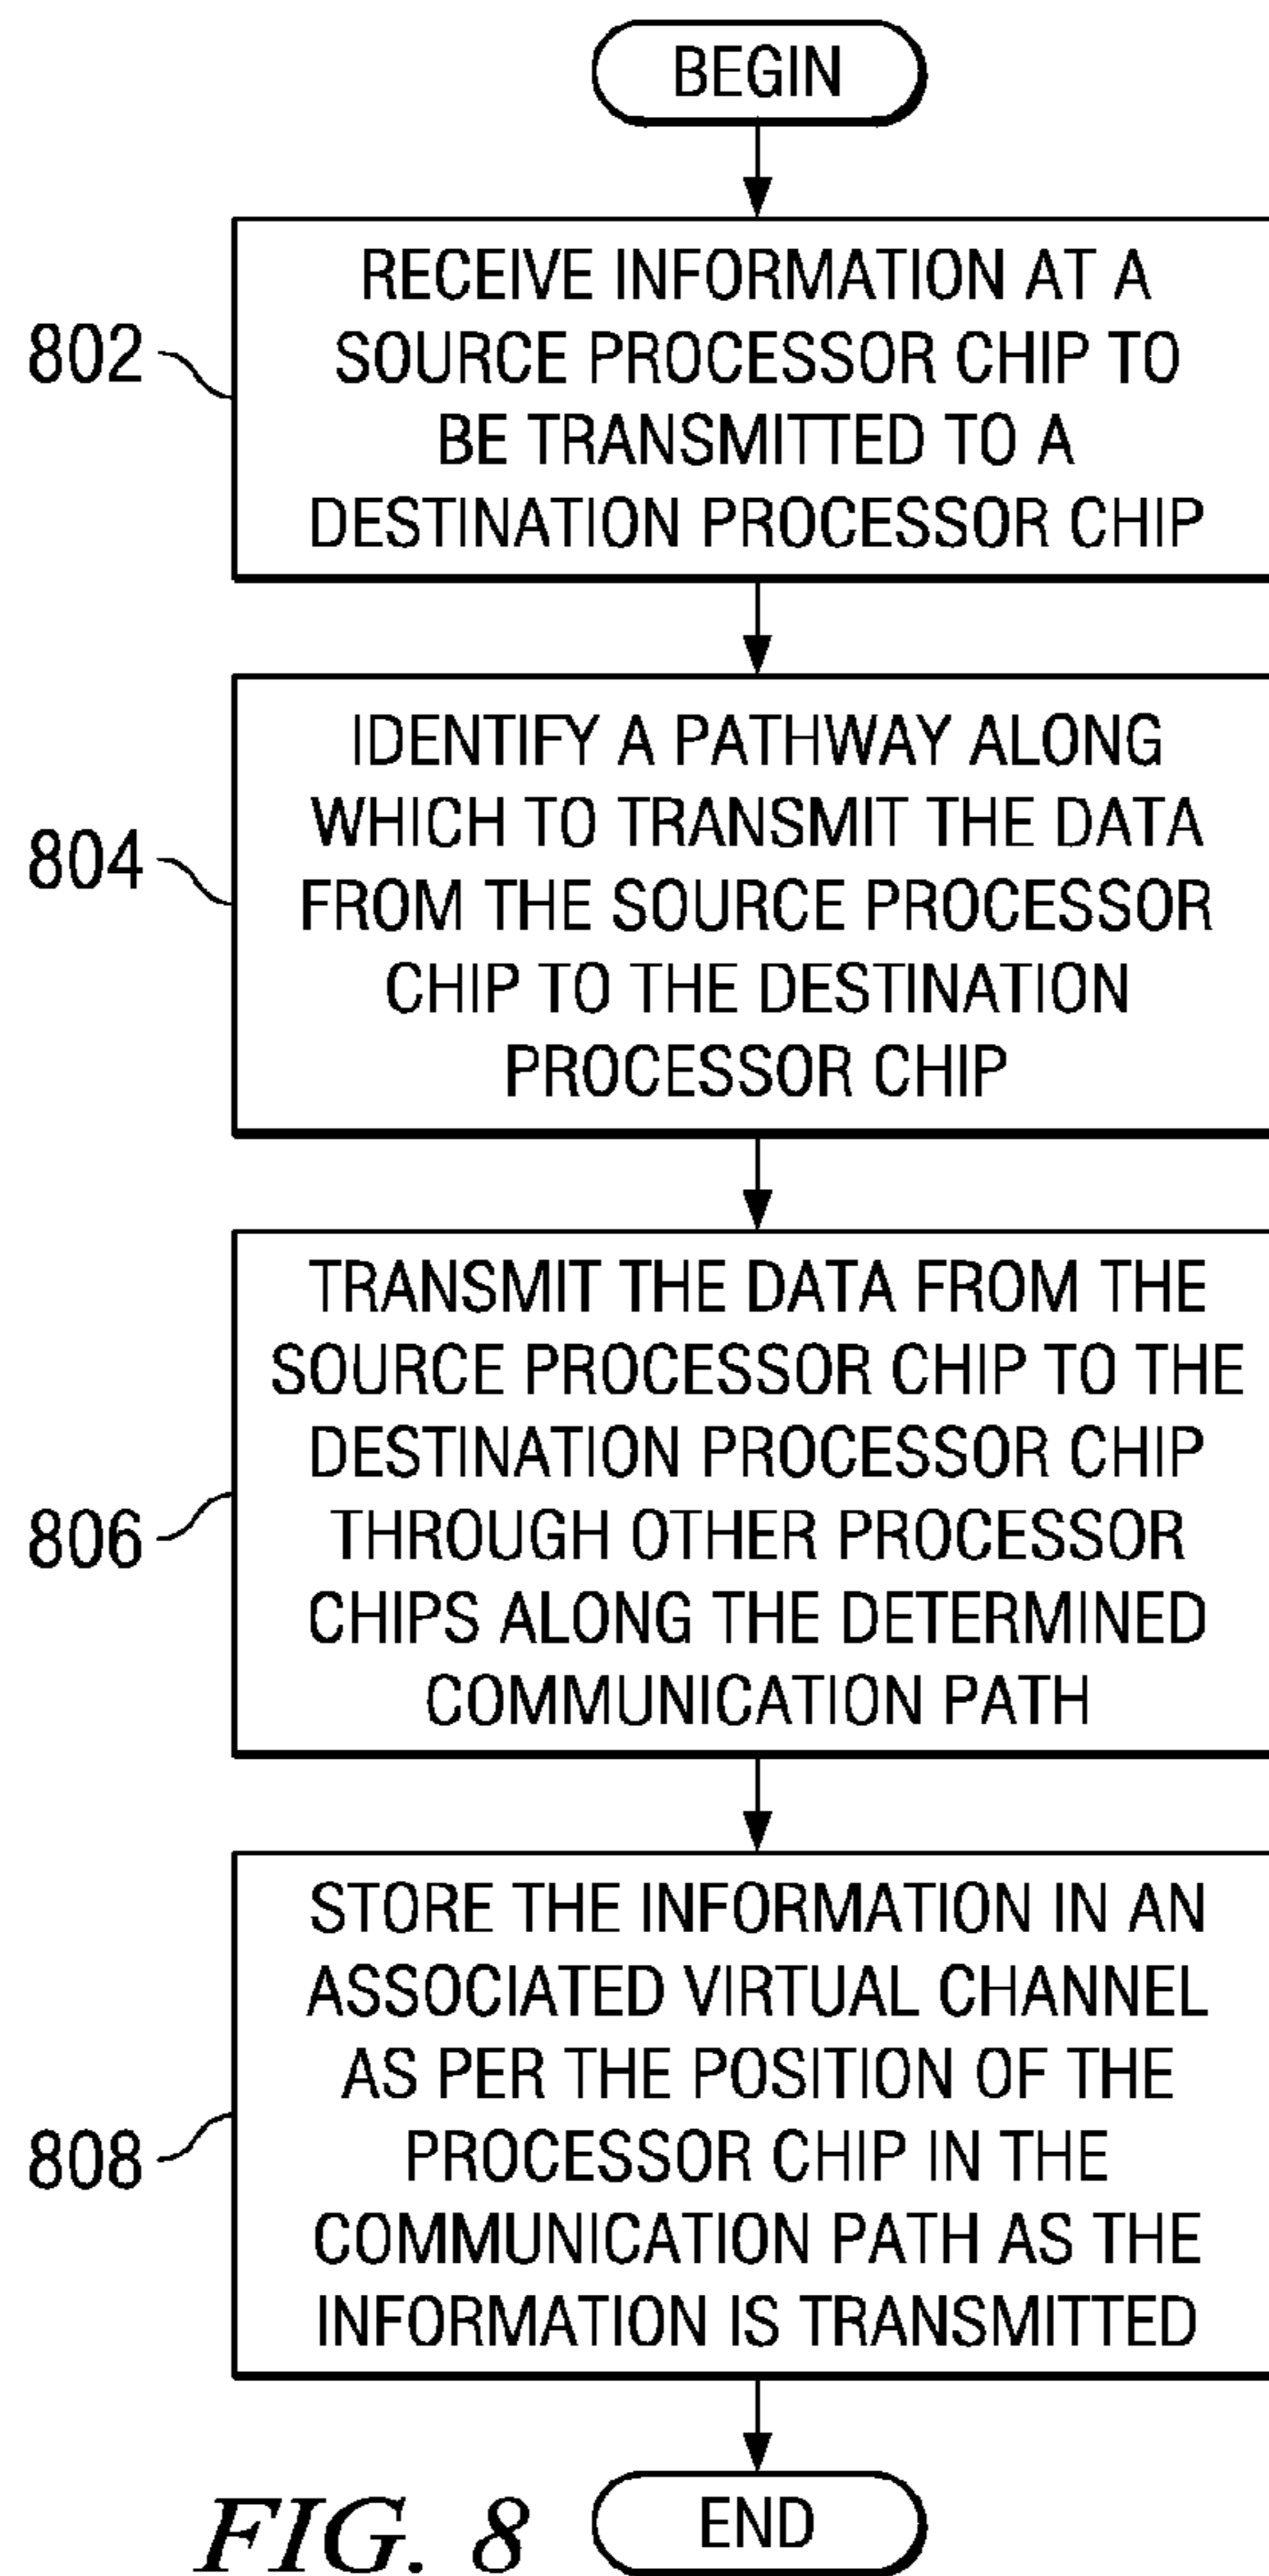 BEGIN
802
RECEIVE INFORMATION AT A
SOURCE PROCESSOR CHIP TO
BE TRANSMITTED TO A
DESTINATION PROCESSOR CHIP
804
IDENTIFY A PATHWAY ALONG
WHICH TO TRANSMIT THE DATA
FROM THE SOURCE PROCESSOR
CHIP TO THE DESTINATION
PROCESSOR CHIP
806
TRANSMIT THE DATA FROM THE
SOURCE PROCESSOR CHIP TO THE
DESTINATION PROCESSOR CHIP
THROUGH OTHER PROCESSOR
CHIPS ALONG THE DETERMINED
COMMUNICATION PATH
808
STORE THE INFORMATION IN AN
ASSOCIATED VIRTUAL CHANNEL
AS PER THE POSITION OF THE
PROCESSOR CHIP IN THE
COMMUNICATION PATH AS THE
INFORMATION IS TRANSMITTED
END
FIG. 8